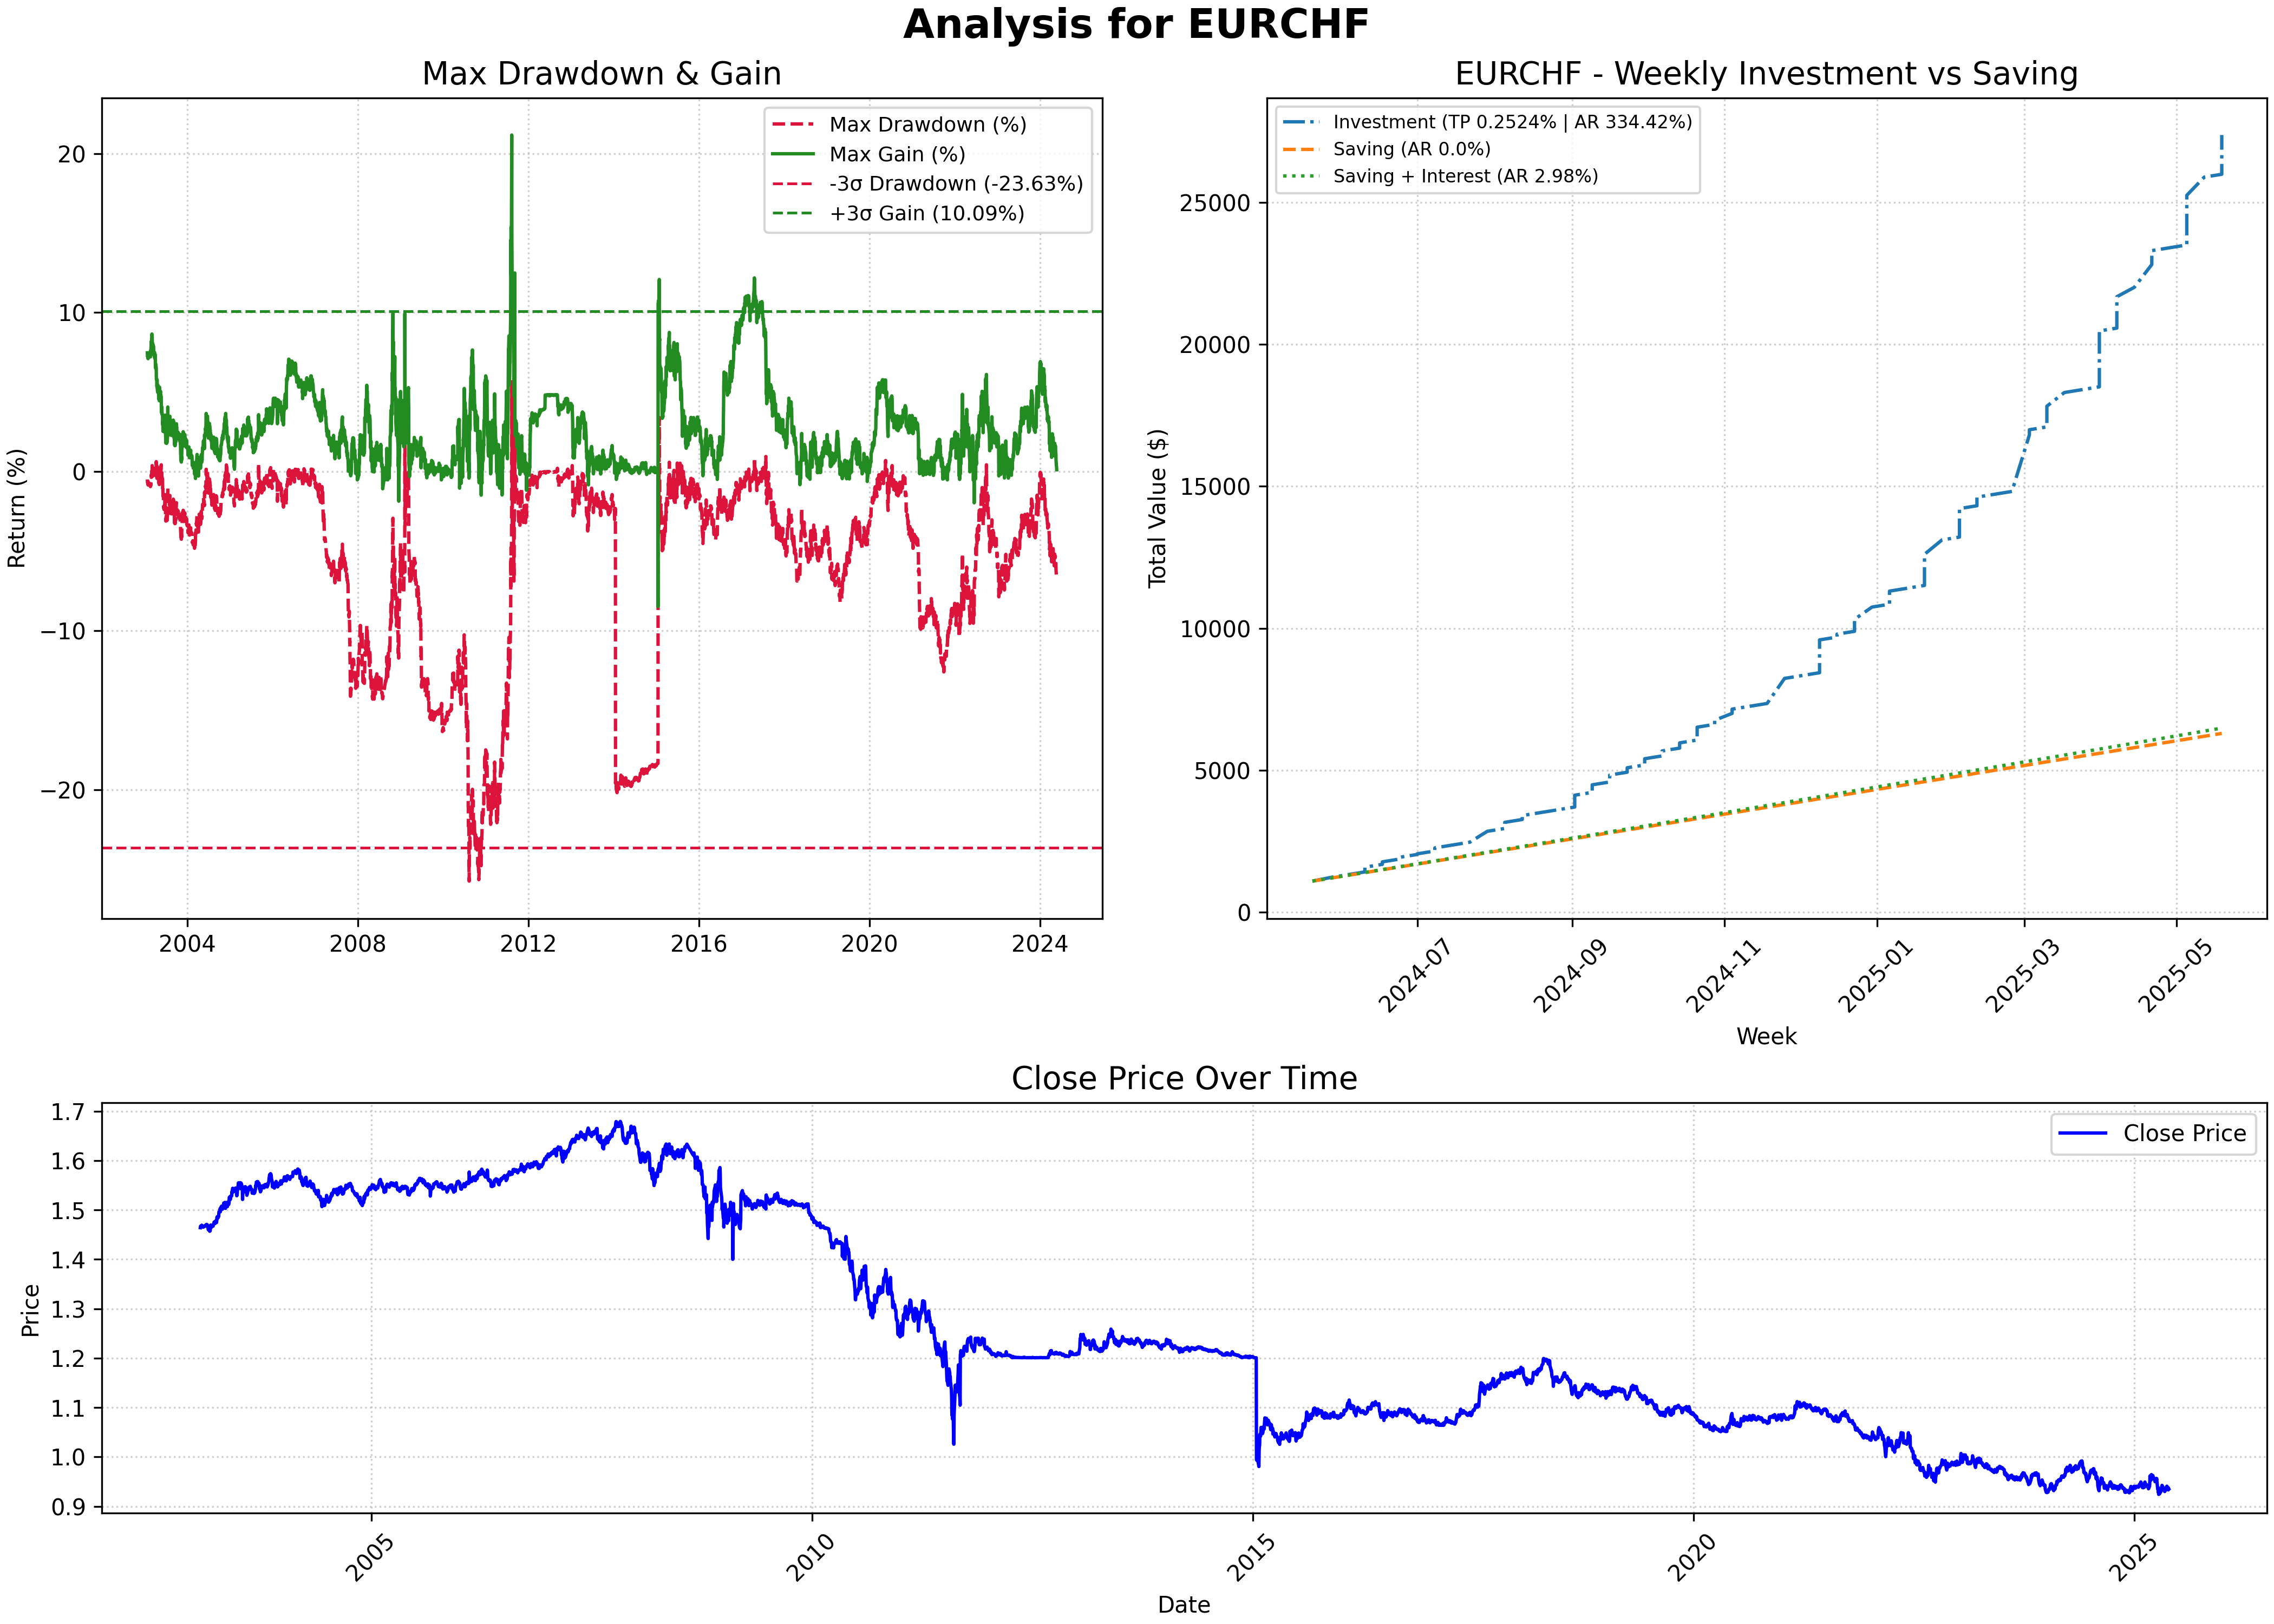 Analysis for EURCHF
Max Drawdown & Gain
Max Drawdown (%)
Max Gain (%)
-3σ Drawdown (-23.63%)
+3σ Gain (10.09%)
Return (%)
20
10
0
−10
−20
2004
2008
2012
2016
2020
2024
EURCHF - Weekly Investment vs Saving
Investment (TP 0.2524% | AR 334.42%)
Saving (AR 0.0%)
Saving + Interest (AR 2.98%)
Total Value ($)
25000
20000
15000
10000
5000
0
2024-07
2024-09
2024-11
2025-01
2025-03
2025-05
Week
Close Price Over Time
Close Price
Price
1.7
1.6
1.5
1.4
1.3
1.2
1.1
1.0
0.9
2005
2010
2015
2020
2025
Date